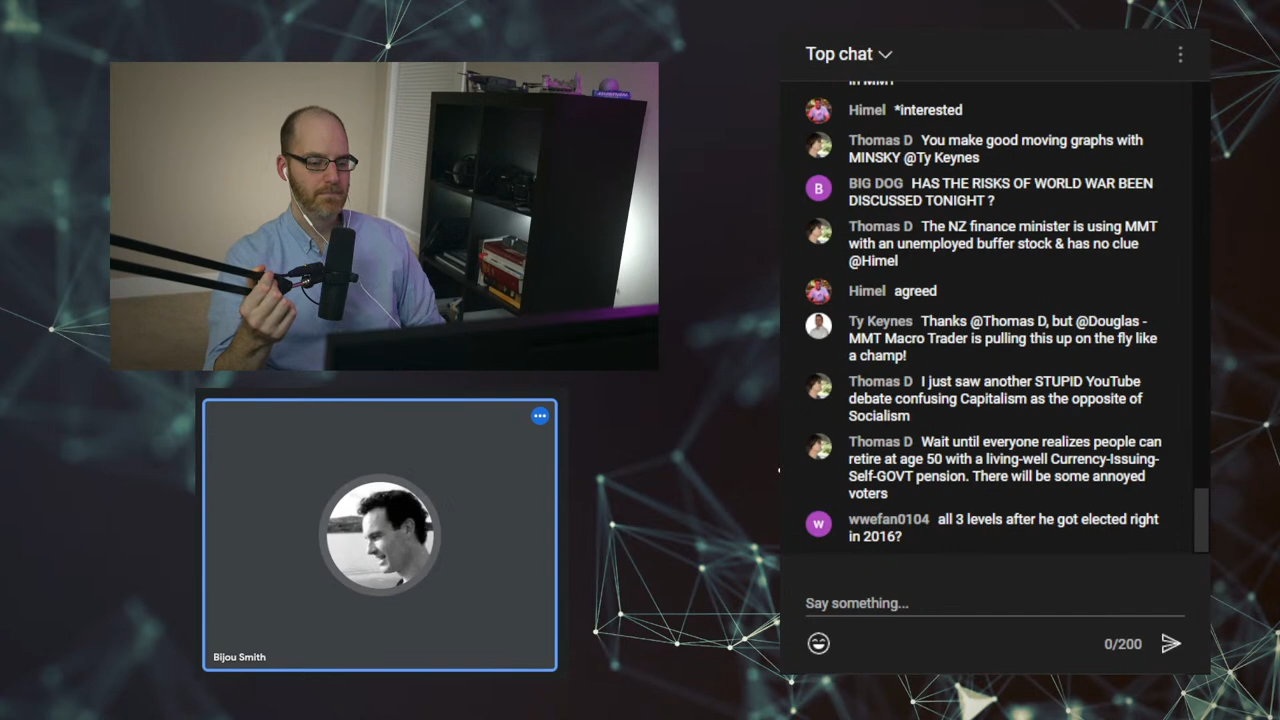 Top chat
in MMT
Himel *interested
Thomas D You make good moving graphs with
MINSKY @Ty Keynes
B
BIG DOG HAS THE RISKS OF WORLD WAR BEEN
DISCUSSED TONIGHT ?
Thomas D The NZ finance minister is using MMT
with an unemployed buffer stock & has no clue
@Himel
Himel agreed
Ty Keynes Thanks @Thomas D, but @Douglas -
MMT Macro Trader is pulling this up on the fly like
a champ!
Thomas D I just saw another STUPID YouTube
debate confusing Capitalism as the opposite of
Socialism
Thomas D Wait until everyone realizes people can
retire at age 50 with a living-well Currency-Issuing-
Self-GOVT pension. There will be some annoyed
voters
w
wwefan0104 all 3 levels after he got elected right
in 2016?
Say something...
0/200
Bijou Smith